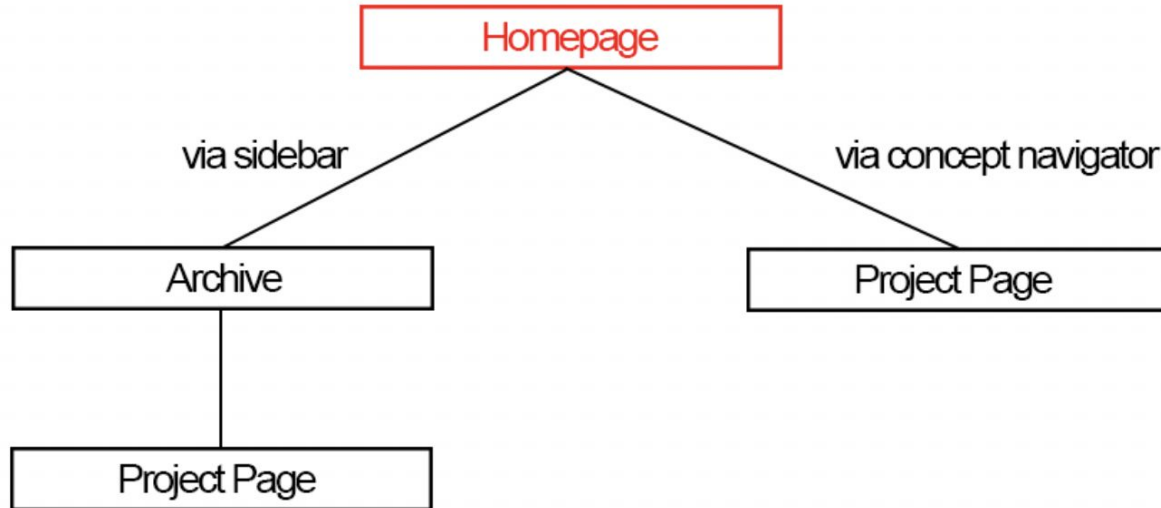 Homepage
via sidebar
via concept navigator
Archive
Project Page
Project Page